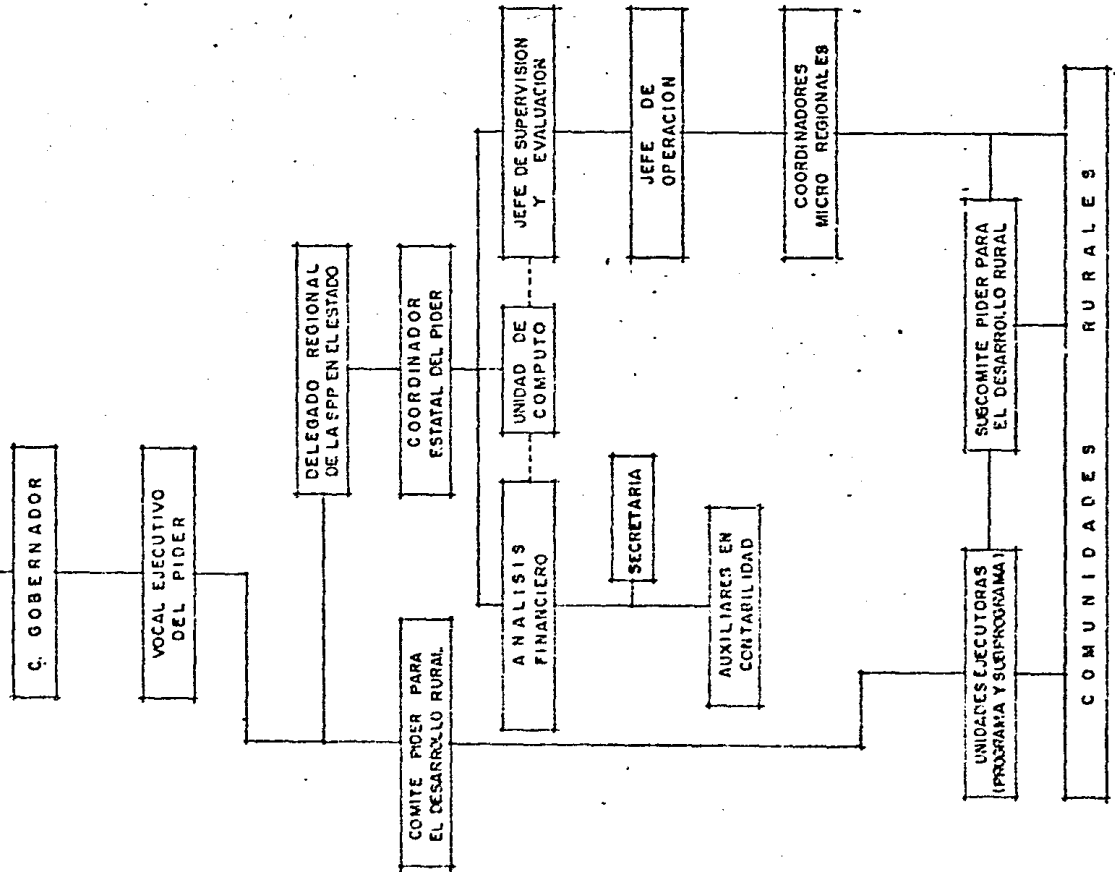 C. GOBERNADOR
VOCAL EJECUTIVO
DEL PIDER
DELEGADO REGIONAL
DE LA SPP EN EL ESTADO
COMITE PIDER PARA
EL DESARROLLO RURAL
COORDINADOR
ESTATAL DEL PIDER
ANALISIS
FINANCIERO
UNIDAD DE
COMPUTO
JEFE DE SUPERVISION
Y EVALUACION
SECRETARIA
JEFE DE
OPERACION
AUXILIARES EN
CONTABILIDAD
COORDINADORES
MICRO REGIONALES
UNIDADES EJECUTORAS
(PROGRAMA Y SUBPROGRAMA)
SUBCOMITE PIDER PARA
EL DESARROLLO RURAL
COMUNIDADES RURALES